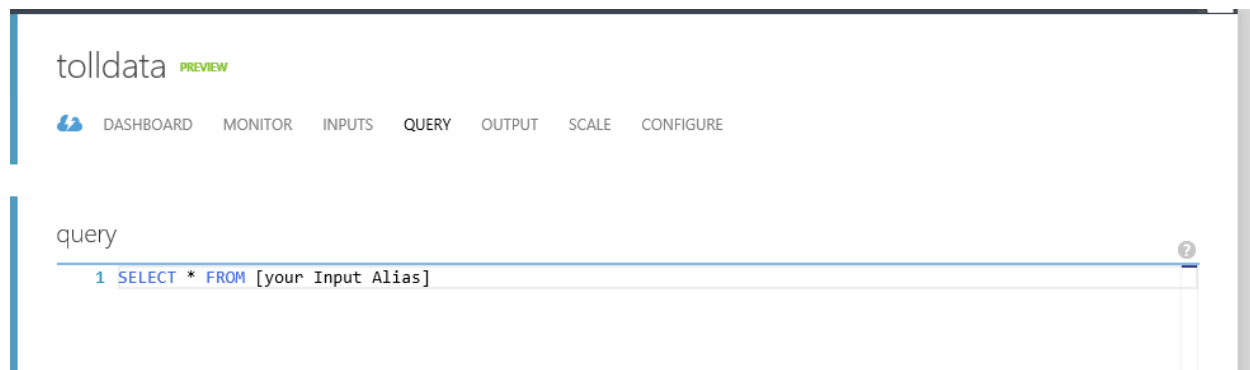 tolldata PREVIEW
DASHBOARD MONITOR INPUTS QUERY OUTPUT SCALE CONFIGURE
query
?
1 SELECT * FROM [your Input Alias]